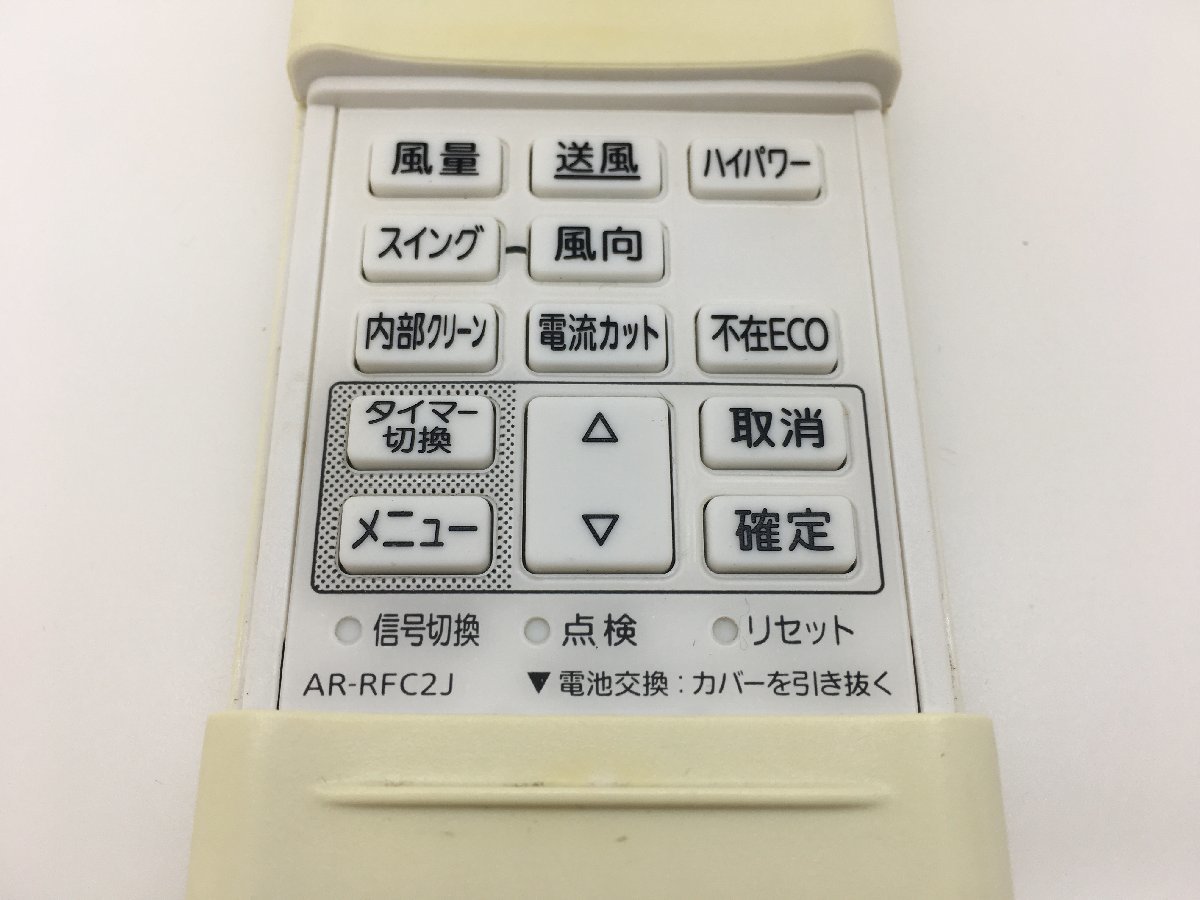 風量 送風 ハイパワー
スイング 風向
内部クリーン 電流カット 不在ECO
タイマー
切換
△ 取消
メニュー ▽ 確定
信号切換 点検 リセット
AR-RFC2J ▼電池交換：カバーを引き抜く